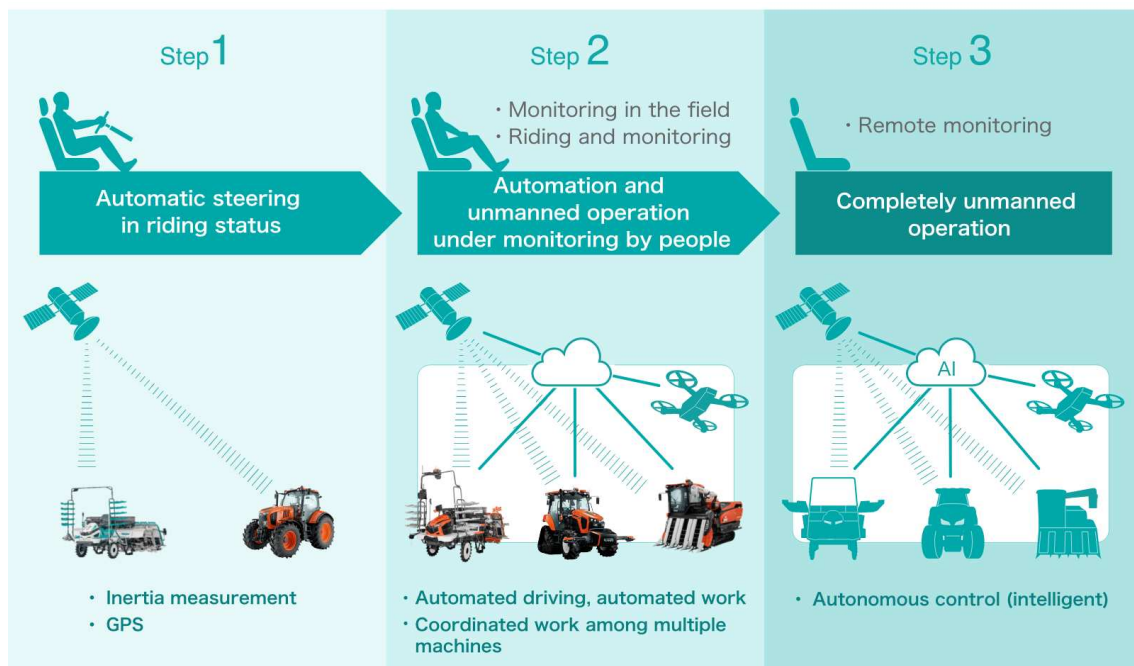 Step 1
Automatic steering
in riding status
・Inertia measurement
・GPS
Step 2
・Monitoring in the field
・Riding and monitoring
Automation and
unmanned operation
under monitoring by people
・Automated driving, automated work
・Coordinated work among multiple
machines
Step 3
・Remote monitoring
Completely unmanned
operation
AI
・Autonomous control (intelligent)